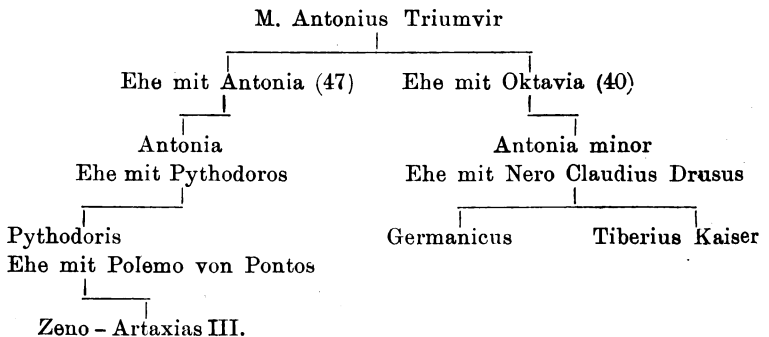 M. Antonius Triumvir
Ehe mit Antonia (47) Ehe mit Oktavia (40)
Antonia Antonia minor
Ehe mit Pythodoros Ehe mit Nero Claudius Drusus
Pythodoris Germanicus Tiberius Kaiser
Ehe mit Polemo von Pontos
Zeno – Artaxias III.